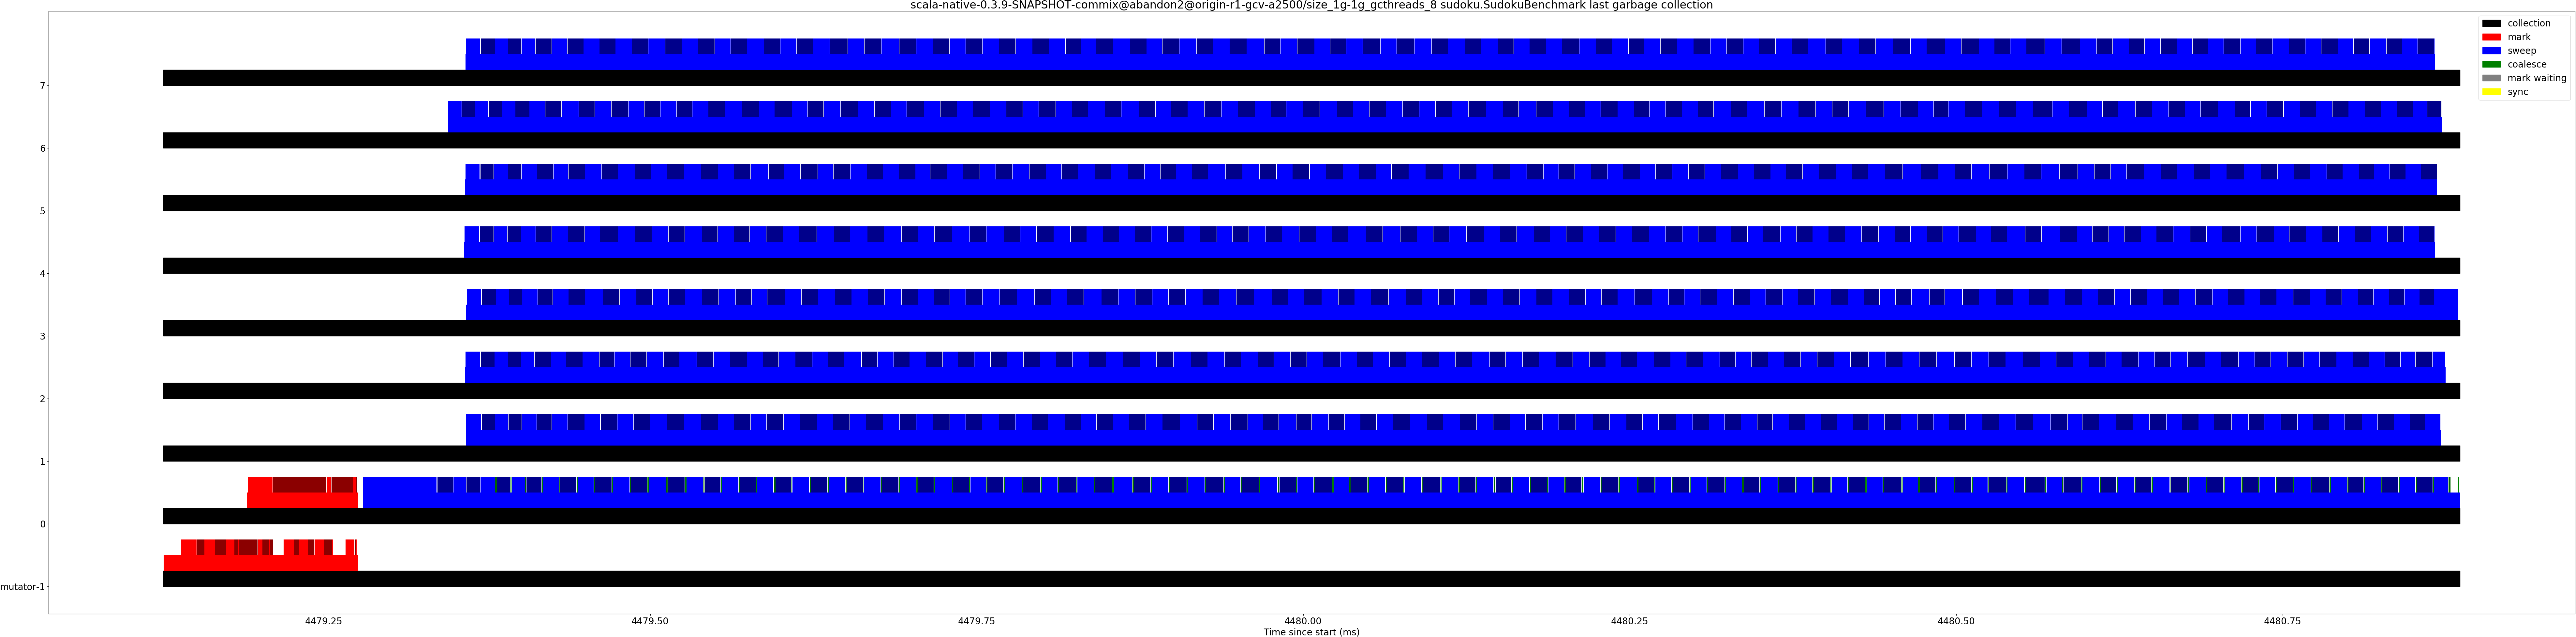 scala-native-0.3.9-SNAPSHOT-commix@abandon2@origin-r1-gcv-a2500/size_1g-1g_gcthreads_8 sudoku.SudokuBenchmark last garbage collection
collection
mark
sweep
coalesce
mark waiting
sync
7
6
5
4
3
2
1
0
mutator-1
4479.25 4479.50 4479.75 4480.00 4480.25 4480.50 4480.75
Time since start (ms)